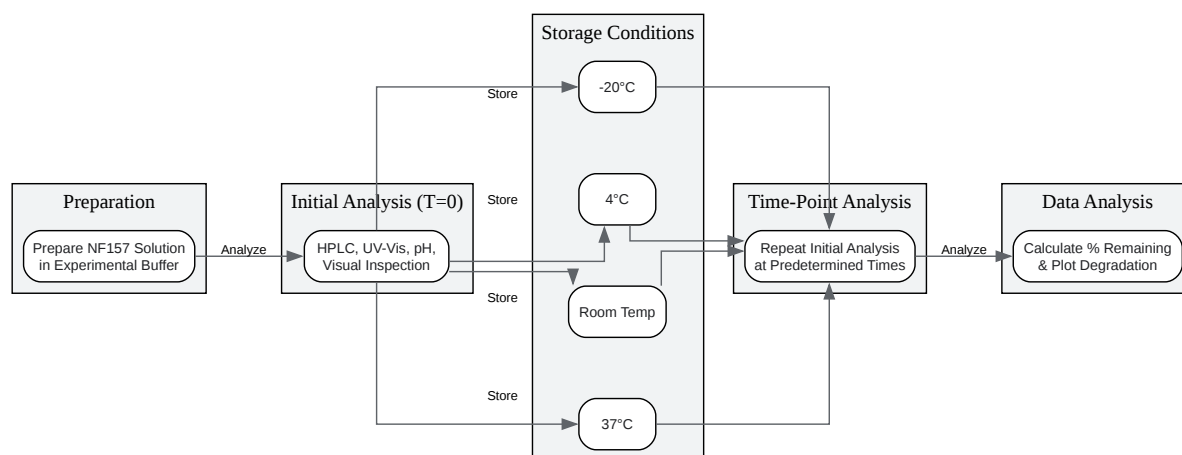 Storage Conditions
-20°C
Store
Preparation
Initial Analysis (T=0)
Store
4°C
Time-Point Analysis
Data Analysis
Prepare NF157 Solution
in Experimental Buffer
Analyze
HPLC, UV-Vis, pH,
Visual Inspection
Repeat Initial Analysis
at Predetermined Times
Analyze
Calculate % Remaining
& Plot Degradation
Store
Room Temp
Store
37°C